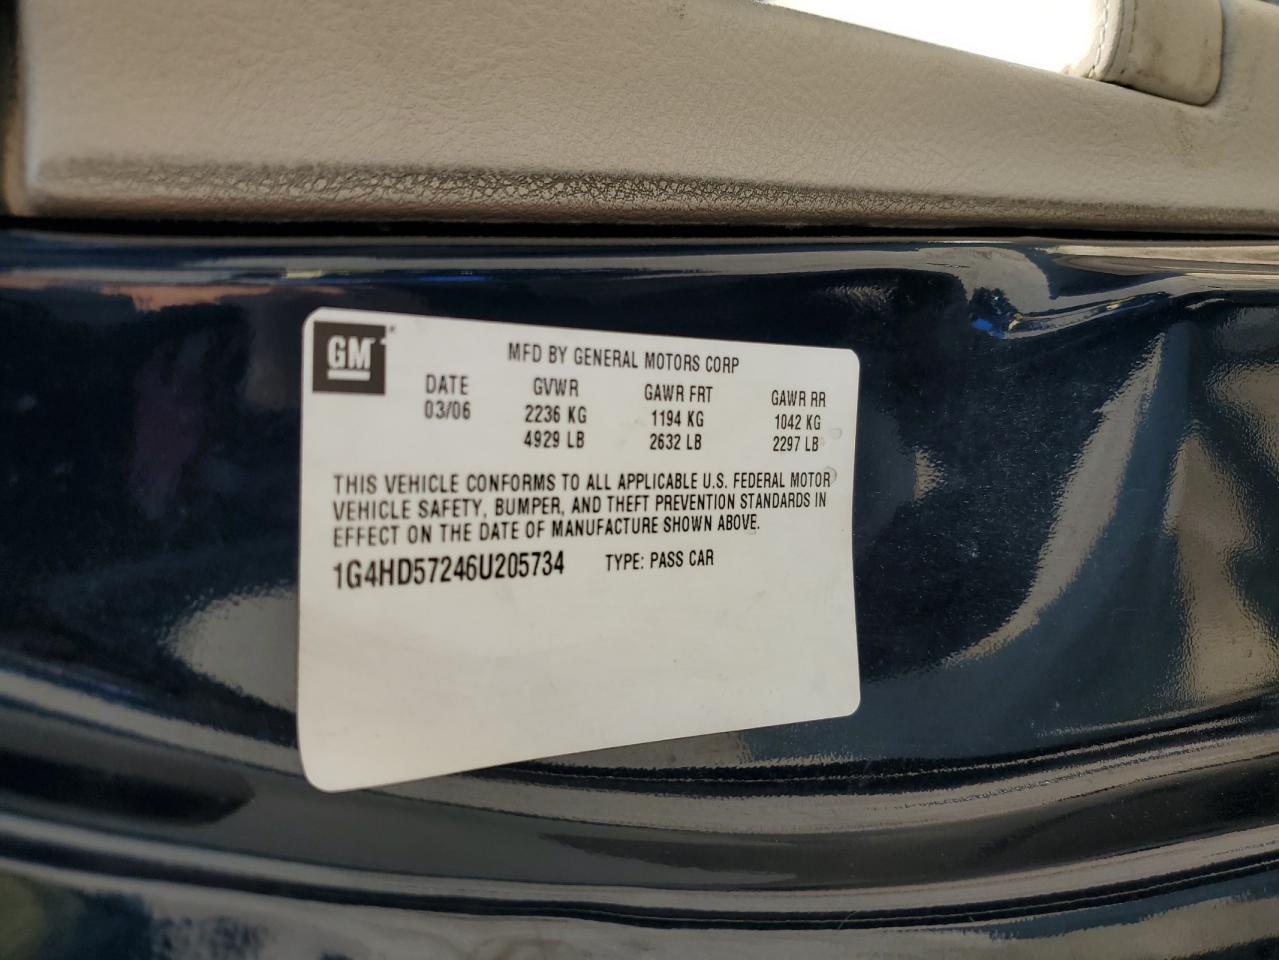 GM
MFD BY GENERAL MOTORS CORP
DATE GVWR GAWR FRT GAWR RR
03/06 2236 KG 1194 KG 1042 KG
4929 LB 2632 LB 2297 LB
THIS VEHICLE CONFORMS TO ALL APPLICABLE U.S. FEDERAL MOTOR
VEHICLE SAFETY, BUMPER, AND THEFT PREVENTION STANDARDS IN
EFFECT ON THE DATE OF MANUFACTURE SHOWN ABOVE.
1G4HD57246U205734 TYPE: PASS CAR